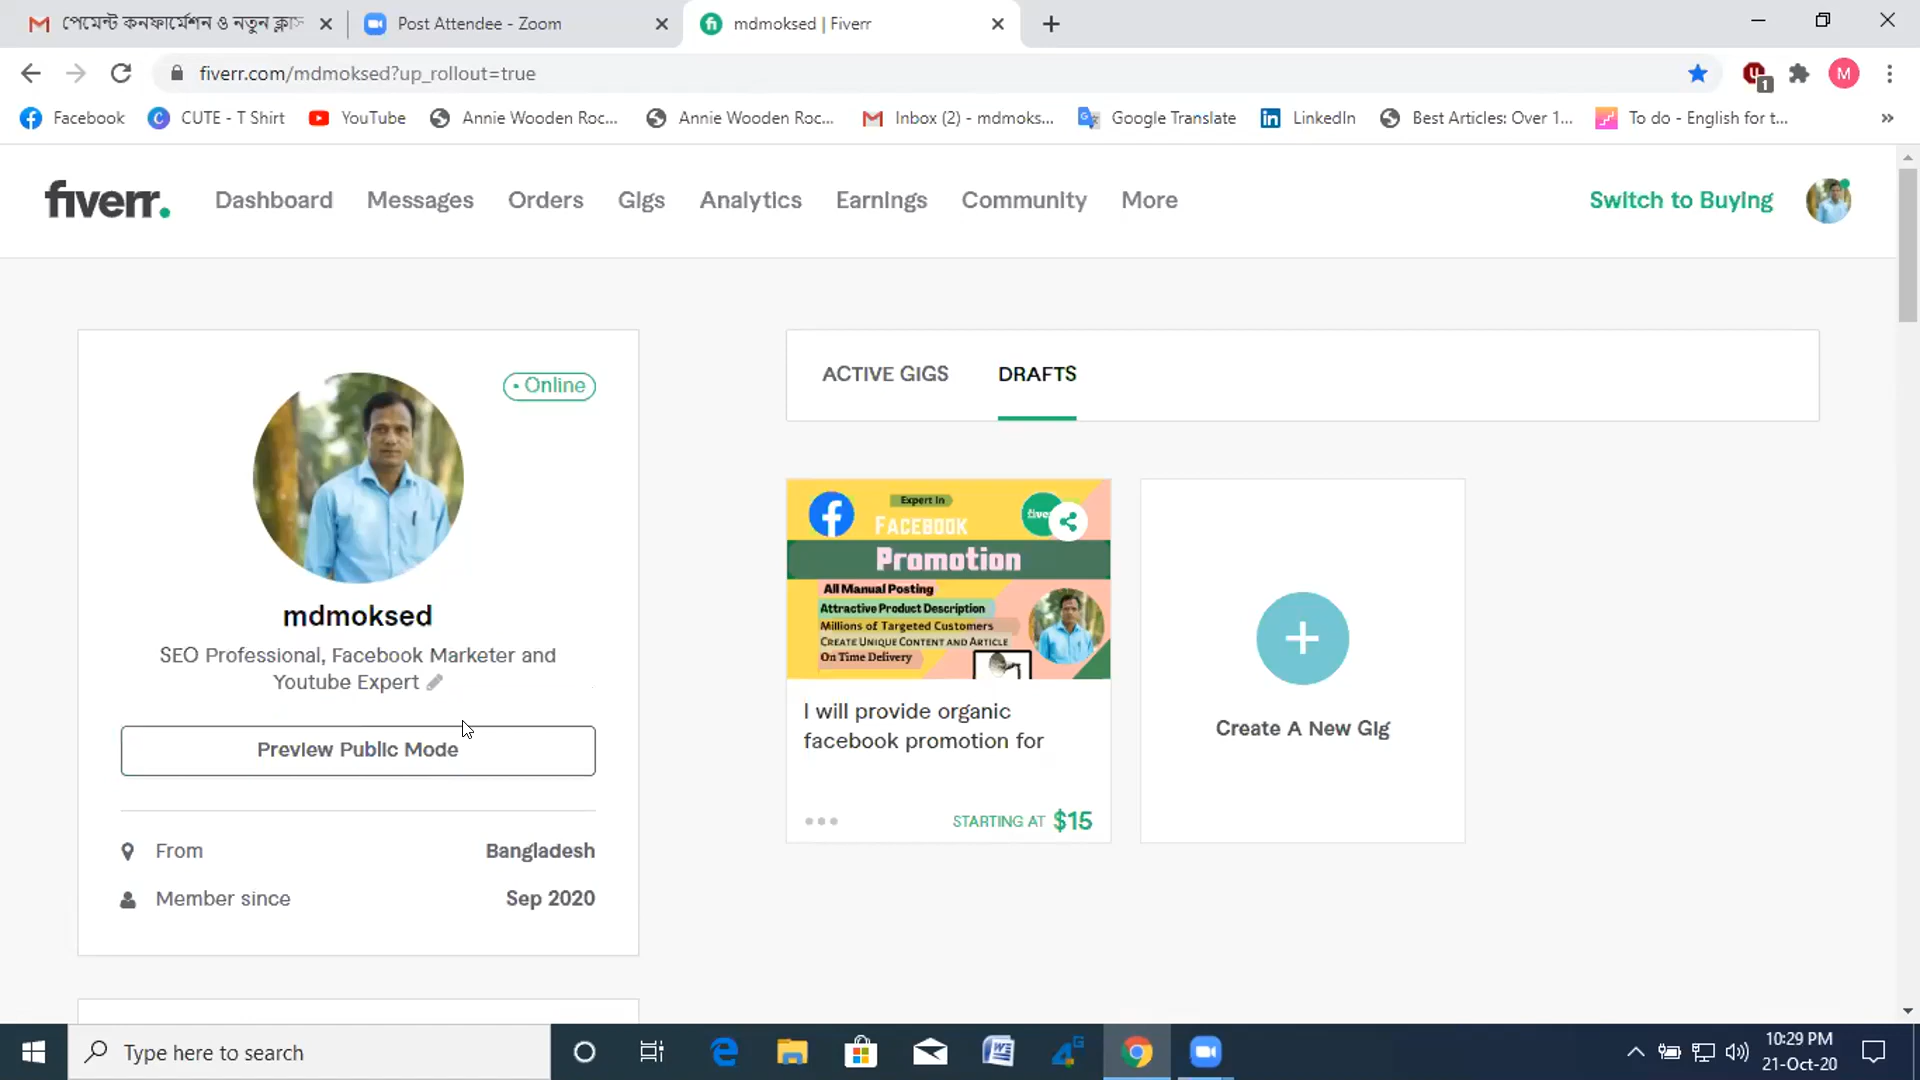 পেমেন্ট কনফার্মেশন ও নতুন ক্লাস
Post Attendee - Zoom
mdmoksed | Fiverr
fiverr.com/mdmoksed?up_rollout=true
1
M
Facebook
CUTE - T Shirt
YouTube
Annie Wooden Roc...
Annie Wooden Roc...
Inbox (2) - mdmoks...
Google Translate
LinkedIn
Best Articles: Over 1...
To do - English for t...
fiverr.
Dashboard
Messages
Orders
Gigs
Analytics
Earnings
Community
More
Switch to Buying
• Online
mdmoksed
SEO Professional, Facebook Marketer and
Youtube Expert
Preview Public Mode
From
Bangladesh
Member since
Sep 2020
ACTIVE GIGS
DRAFTS
Expert In
FACEBOOK
Promotion
All Manual Posting
Attractive Product Description
Millions of Targeted Customers
CREATE UNIQUE CONTENT AND ARTICLE
On Time Delivery
I will provide organic
facebook promotion for
STARTING AT $15
Create A New Gig
Type here to search
10:29 PM
21-Oct-20